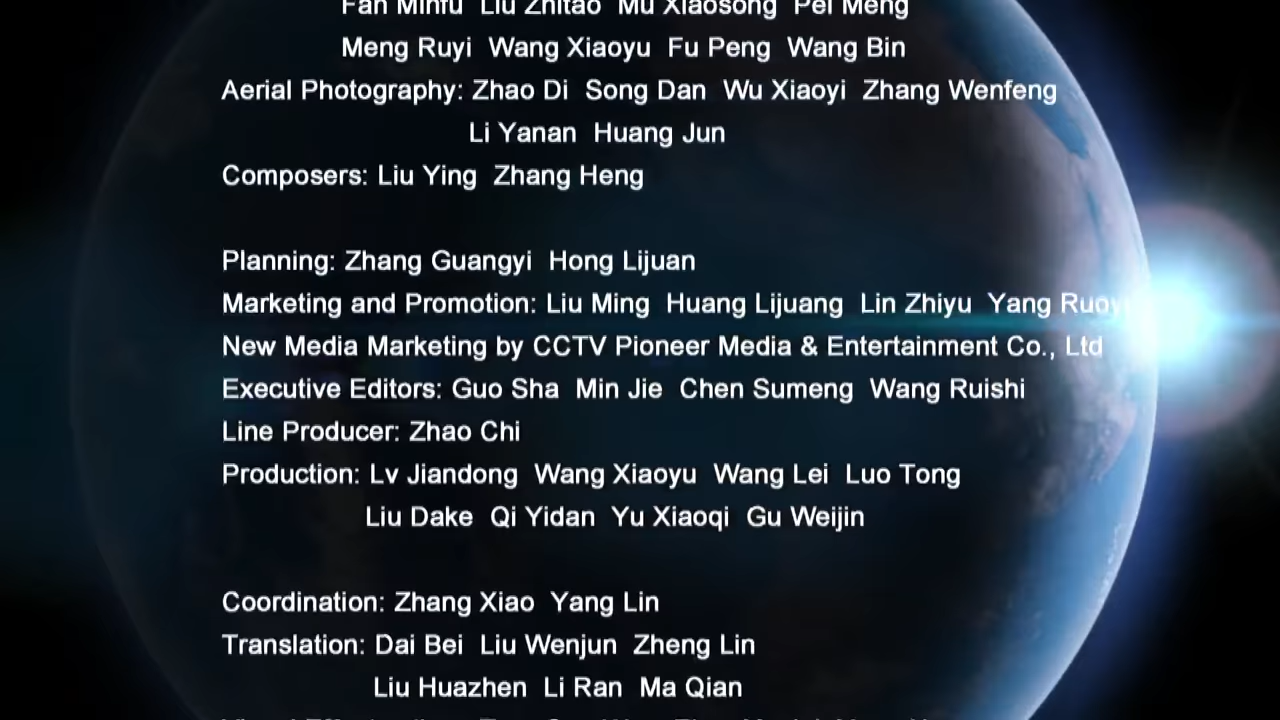 Fan Minfu Liu Zhitao Mu Xiaosong Pei Meng
Meng Ruyi Wang Xiaoyu Fu Peng Wang Bin
Aerial Photography: Zhao Di Song Dan Wu Xiaoyi Zhang Wenfeng
Li Yanan Huang Jun
Composers: Liu Ying Zhang Heng
Planning: Zhang Guangyi Hong Lijuan
Marketing and Promotion: Liu Ming Huang Lijuang Lin Zhiyu Yang
New Media Marketing by CCTV Pioneer Media & Entertainment Co., Ltd
Executive Editors: Guo Sha Min Jie Chen Sumeng Wang Ruishi
Line Producer: Zhao Chi
Production: Lv Jiandong Wang Xiaoyu Wang Lei Luo Tong
Liu Dake Qi Yidan Yu Xiaoqi Gu Weijin
Coordination: Zhang Xiao Yang Lin
Translation: Dai Bei Liu Wenjun Zheng Lin
Liu Huazhen Li Ran Ma Qian